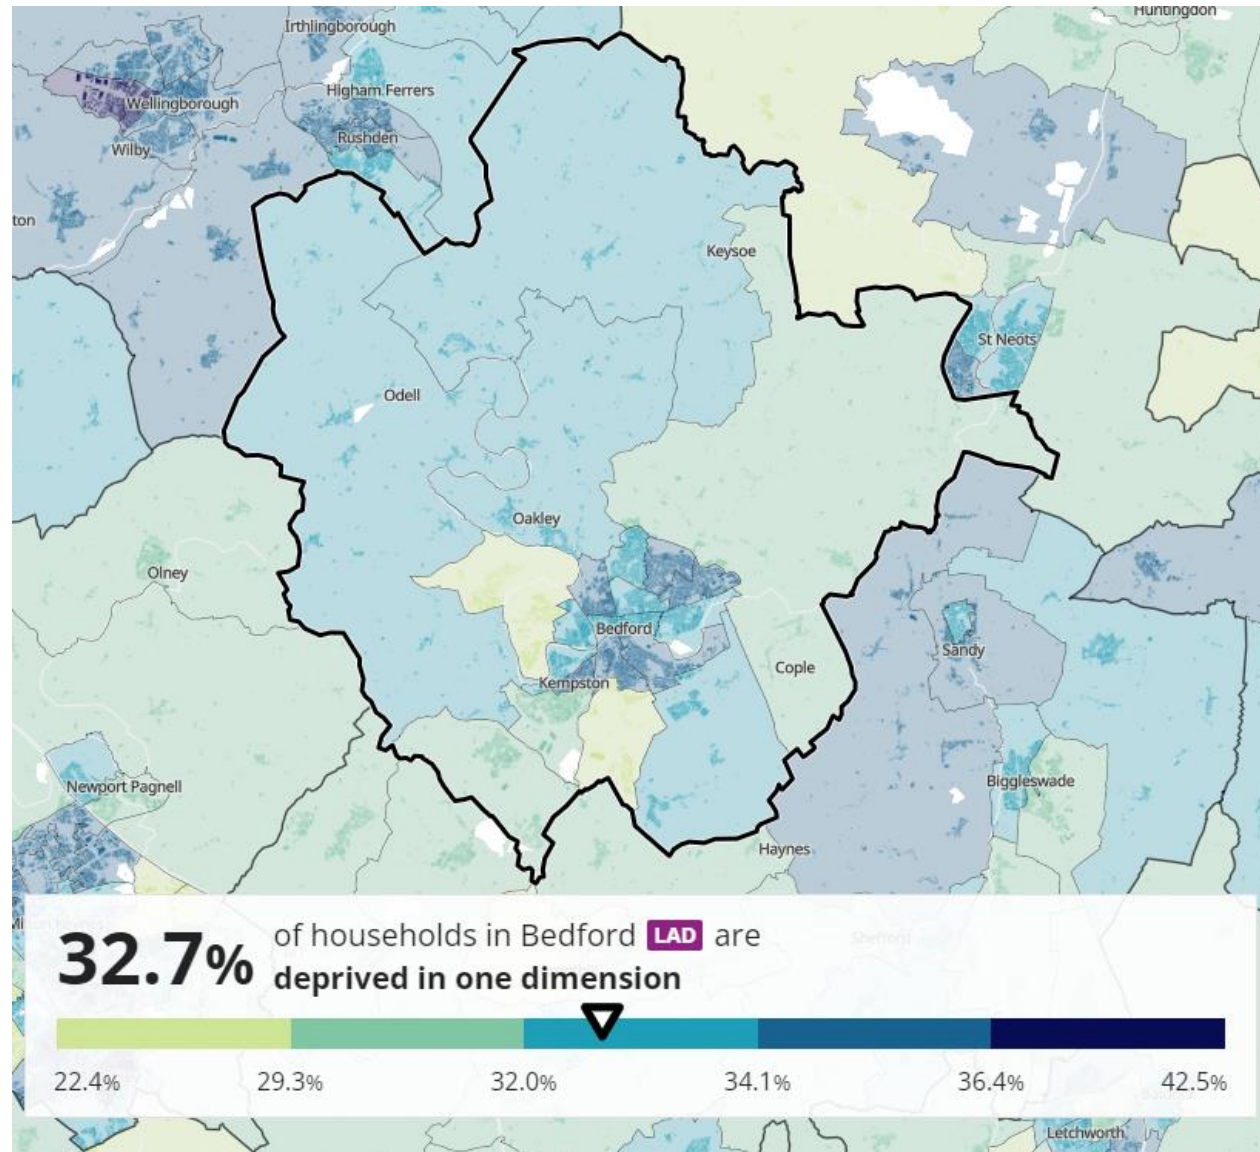 Irthlingborough
Huntingdon
Higham Ferrers
Wellingborough
Rushden
Wilby
ton
Keysoe
St Neots
Odell
Oakley
Olney
Bedford
Sandy
Cople
Kempston
Newport Pagnell
Biggleswade
Haynes
32.7%
of households in Bedford LAD are
deprived in one dimension
Shefford
22.4% 29.3% 32.0% 34.1% 36.4% 42.5%
Letchworth